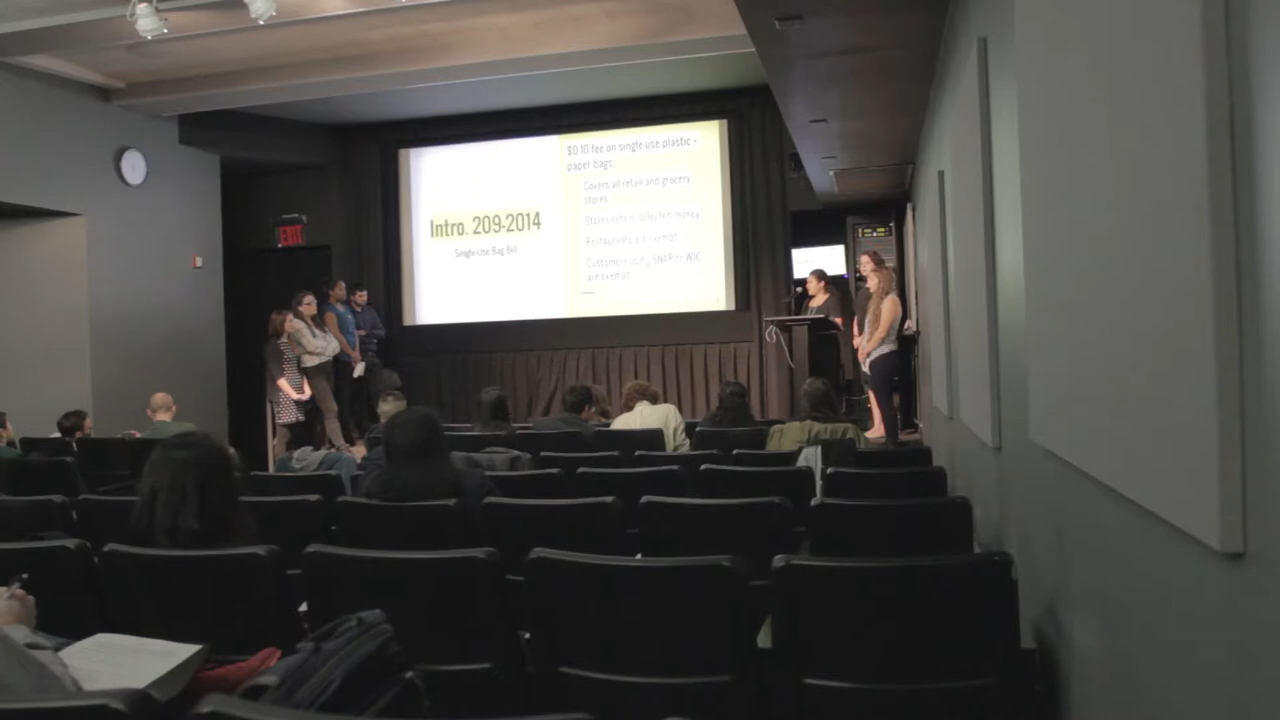 Intro. 209-2014
Single-Use Bag Bill
$0.10 fee on single use plastic +
paper bags
Covers all retail and grocery
stores
Stores retain collected money
Restaurants are exempt
Customers using SNAP or WIC
are exempt
EXIT